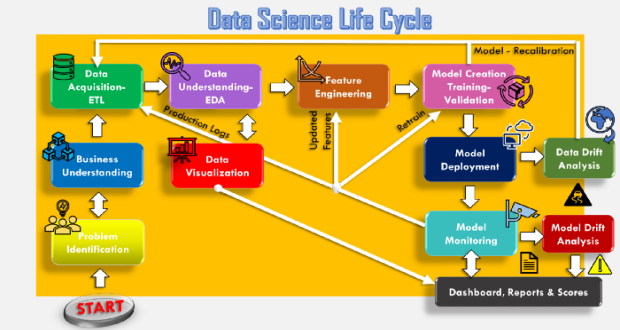 Data Science Life Cycle
Model - Recalibration
Data
Acquisition-
ETL
Data
Understanding-
EDA
Feature
Engineering
Model Creation
Training-
Validation
Production Logs
Updated
Features
Retrain
Business
Understanding
Data
Visualization
Model
Deployment
Data Drift
Analysis
Problem
Identification
Model
Monitoring
Model Drift
Analysis
START
Dashboard, Reports & Scores